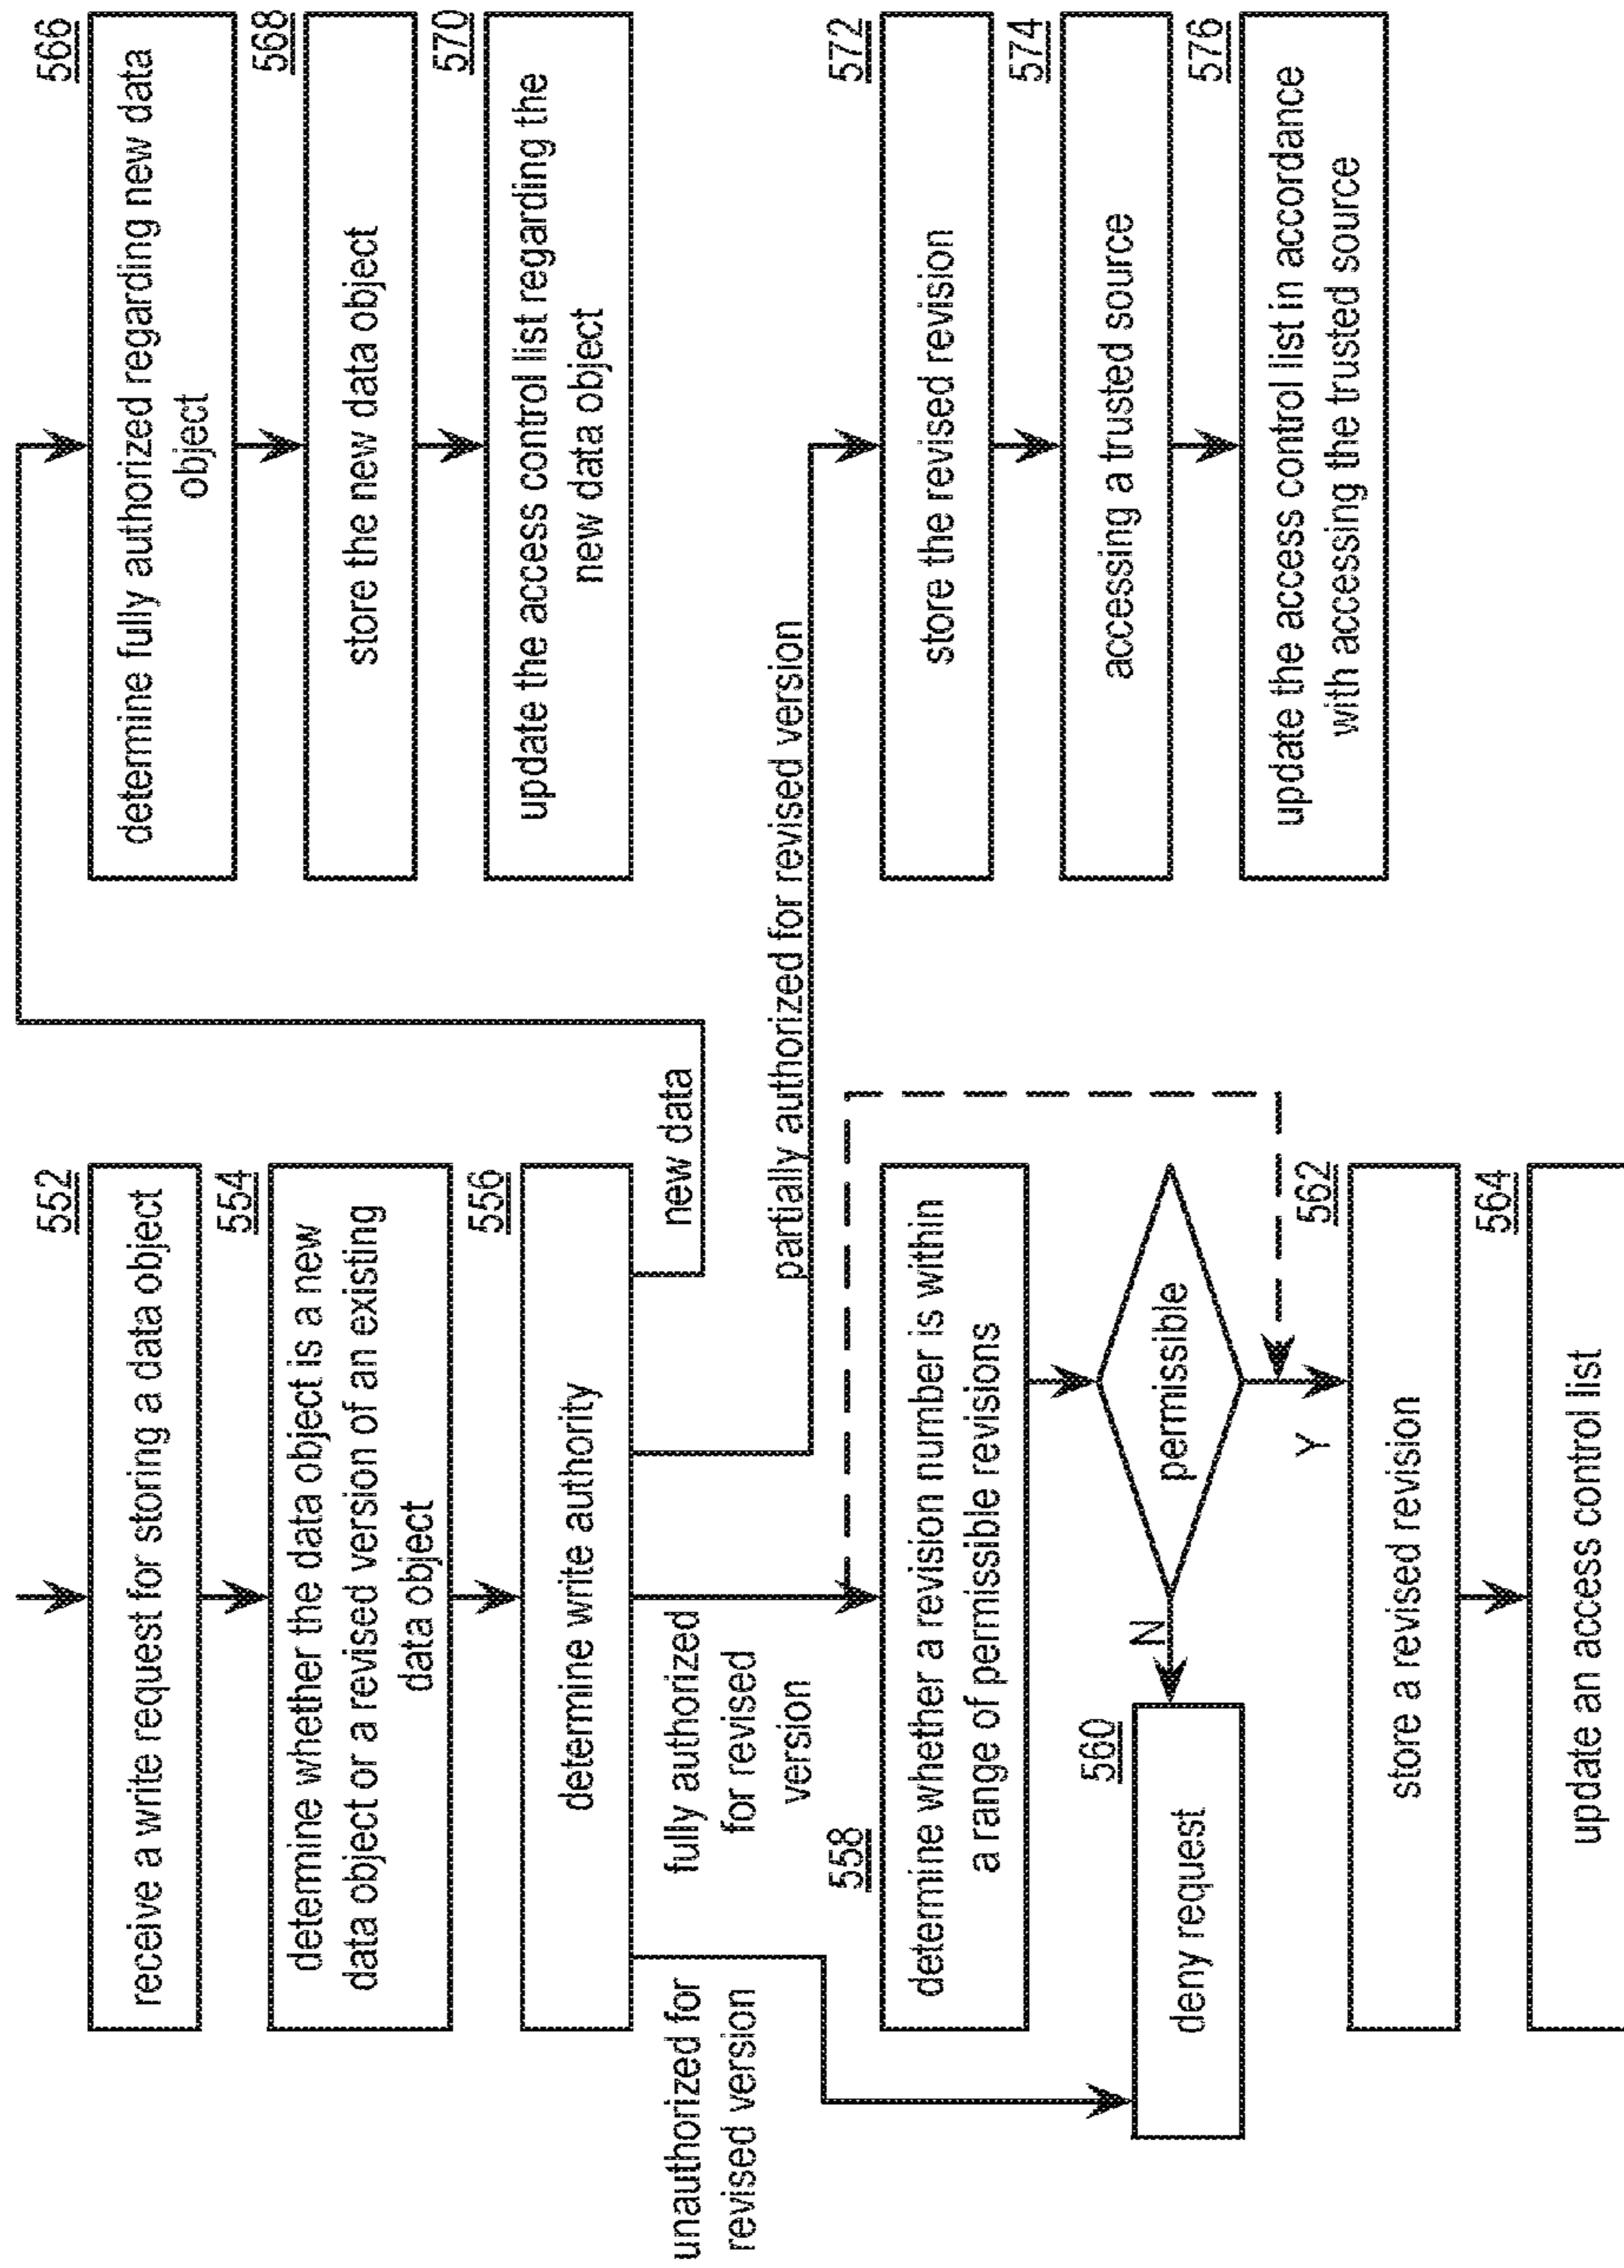 552
receive a write request for storing a data object
554
determine whether the data object is a new
data object or a revised version of an existing
data object
556
determine write authority
unauthorized for
revised version
fully authorized
for revised
version
partially authorized for revised version
new data
558
determine whether a revision number is within
a range of permissible revisions
permissible
N
Y
560
deny request
562
store a revised revision
564
update an access control list
566
determine fully authorized regarding new data
object
568
store the new data object
570
update the access control list regarding the
new data object
572
store the revised revision
574
accessing a trusted source
576
update the access control list in accordance
with accessing the trusted source